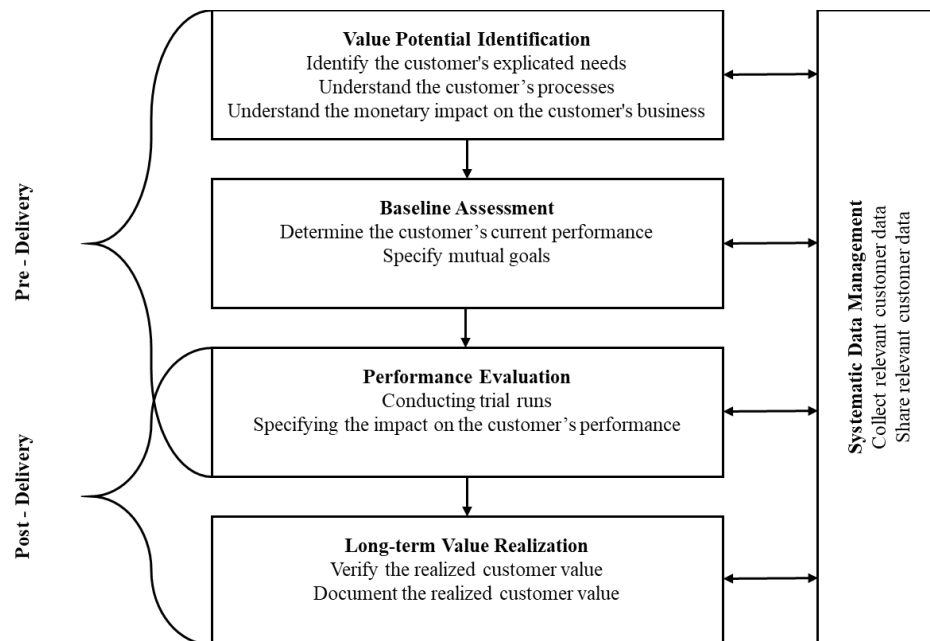 Value Potential Identification
Identify the customer's explicated needs
Understand the customer’s processes
Understand the monetary impact on the customer's business
Baseline Assessment
Determine the customer’s current performance
Specify mutual goals
Performance Evaluation
Conducting trial runs
Specifying the impact on the customer’s performance
Long-term Value Realization
Verify the realized customer value
Document the realized customer value
Pre - Delivery
Post - Delivery
Systematic Data Management
Collect relevant customer data
Share relevant customer data